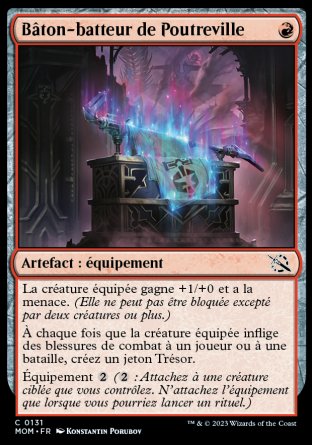 Bâton-batteur de Poutreville
Artefact : équipement
La créature équipée gagne +1/+0 et a la
menace. (Elle ne peut pas être bloquée excepté
par deux créatures ou plus.)
À chaque fois que la créature équipée inflige
des blessures de combat à un joueur ou à une
bataille, créez un jeton Trésor.
Équipement 2 (2 : Attachez à une créature
ciblée que vous contrôlez. N'attachez l'équipement
que lorsque vous pourriez lancer un rituel.)
C 0131
MOM • FR Konstantin Porubov
™ & © 2023 Wizards of the Coast